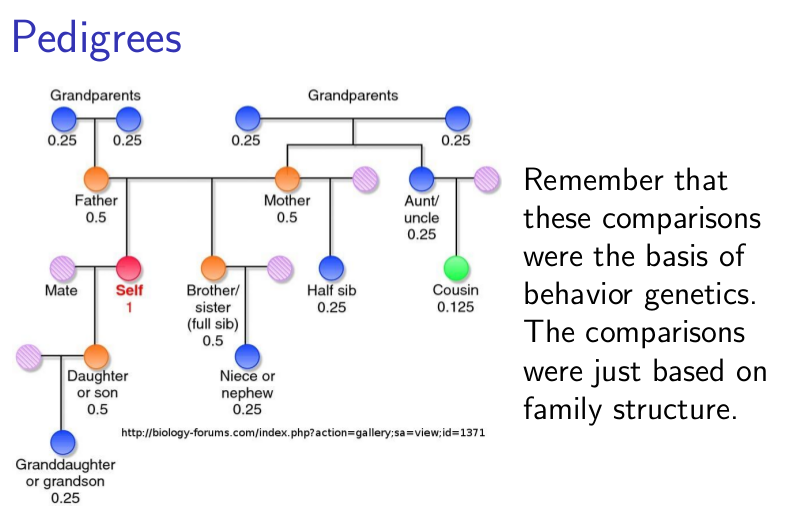 Pedigrees
Grandparents
Grandparents
0.25
0.25
0.25
0.25
Father
0.5
Mother
0.5
Aunt/
uncle
0.25
Mate
Self
1
Brother/
sister
(full sib)
0.5
Half sib
0.25
Cousin
0.125
Daughter
or son
0.5
Niece or
nephew
0.25
Granddaughter
or grandson
0.25
http://biology-forums.com/index.php?action=gallery;sa=view;id=1371
Remember that
these comparisons
were the basis of
behavior genetics.
The comparisons
were just based on
family structure.